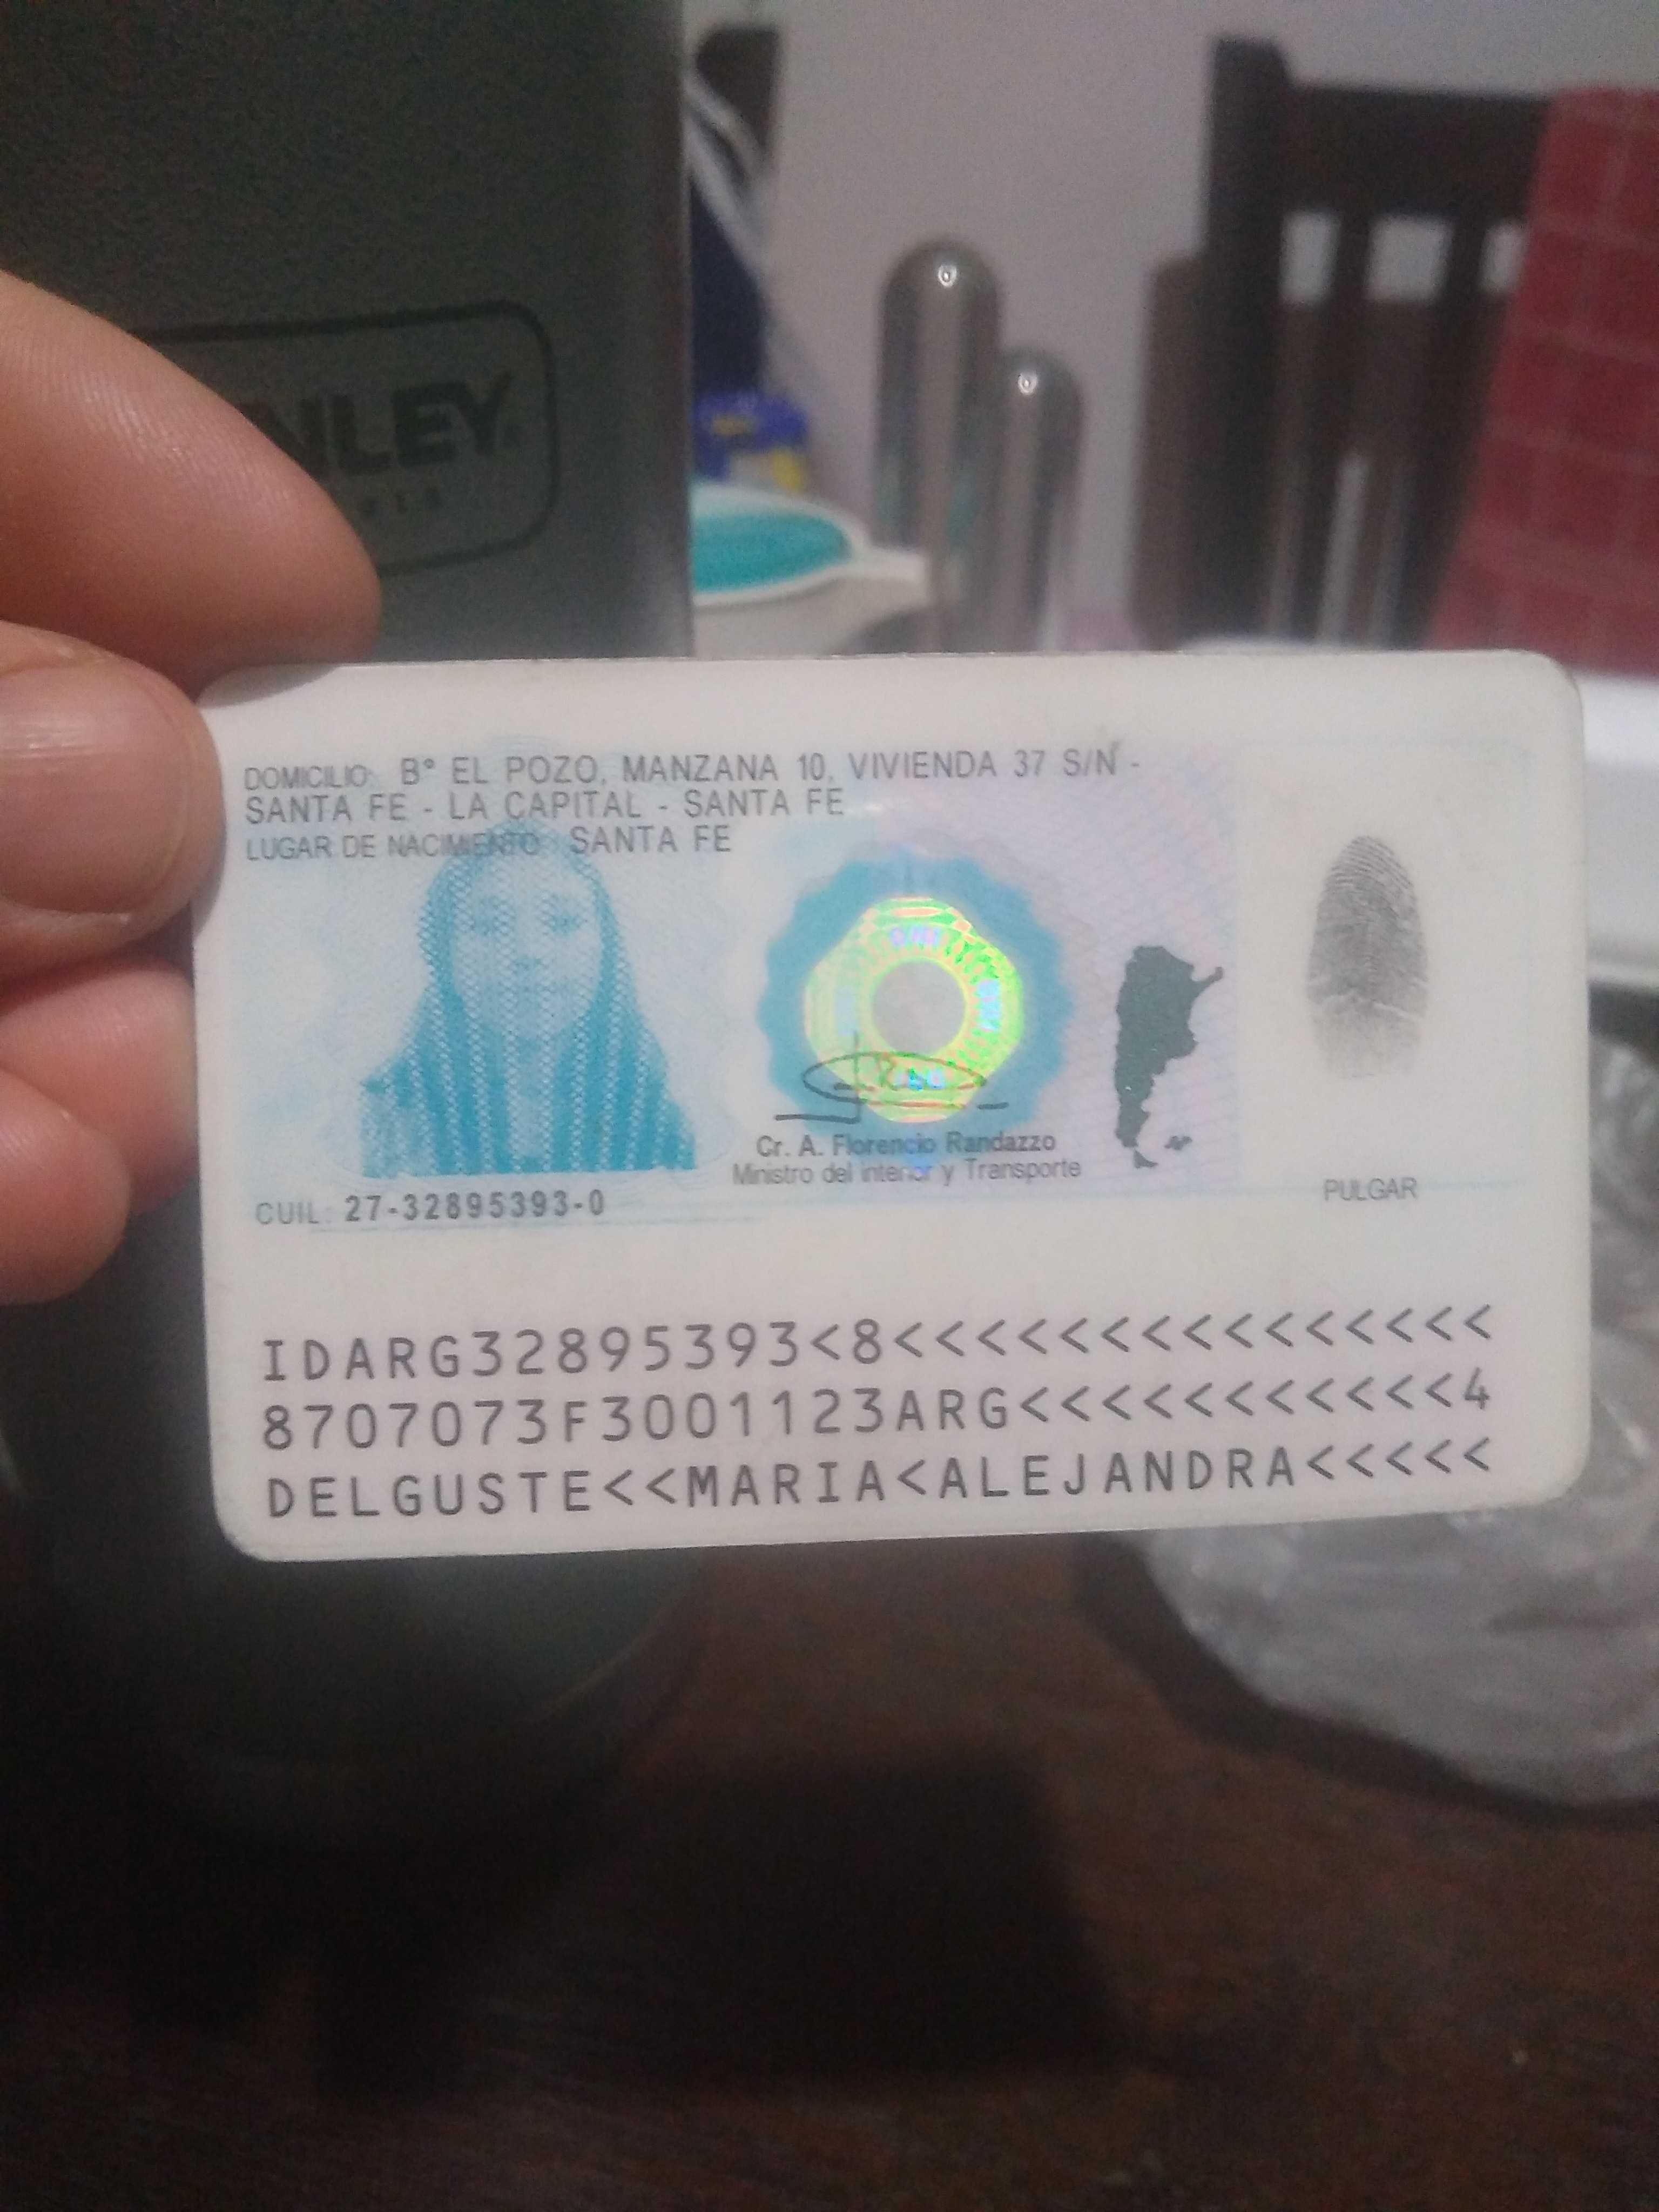 NLEY
DOMICILIO: B° EL POZO, MANZANA 10, VIVIENDA 37 S/N -
SANTA FE - LA CAPITAL - SANTA FE
LUGAR DE NACIMIENTO: SANTA FE
Cr. A. Florencio Randazzo
Ministro del interior y Transporte
PULGAR
CUIL: 27-32895393-0
IDARG32895393<8<<<<<<<<<<<<<<<
8707073F3001123ARG<<<<<<<<<<<4
DELGUSTE<<MARIA<ALEJANDRA<<<<<